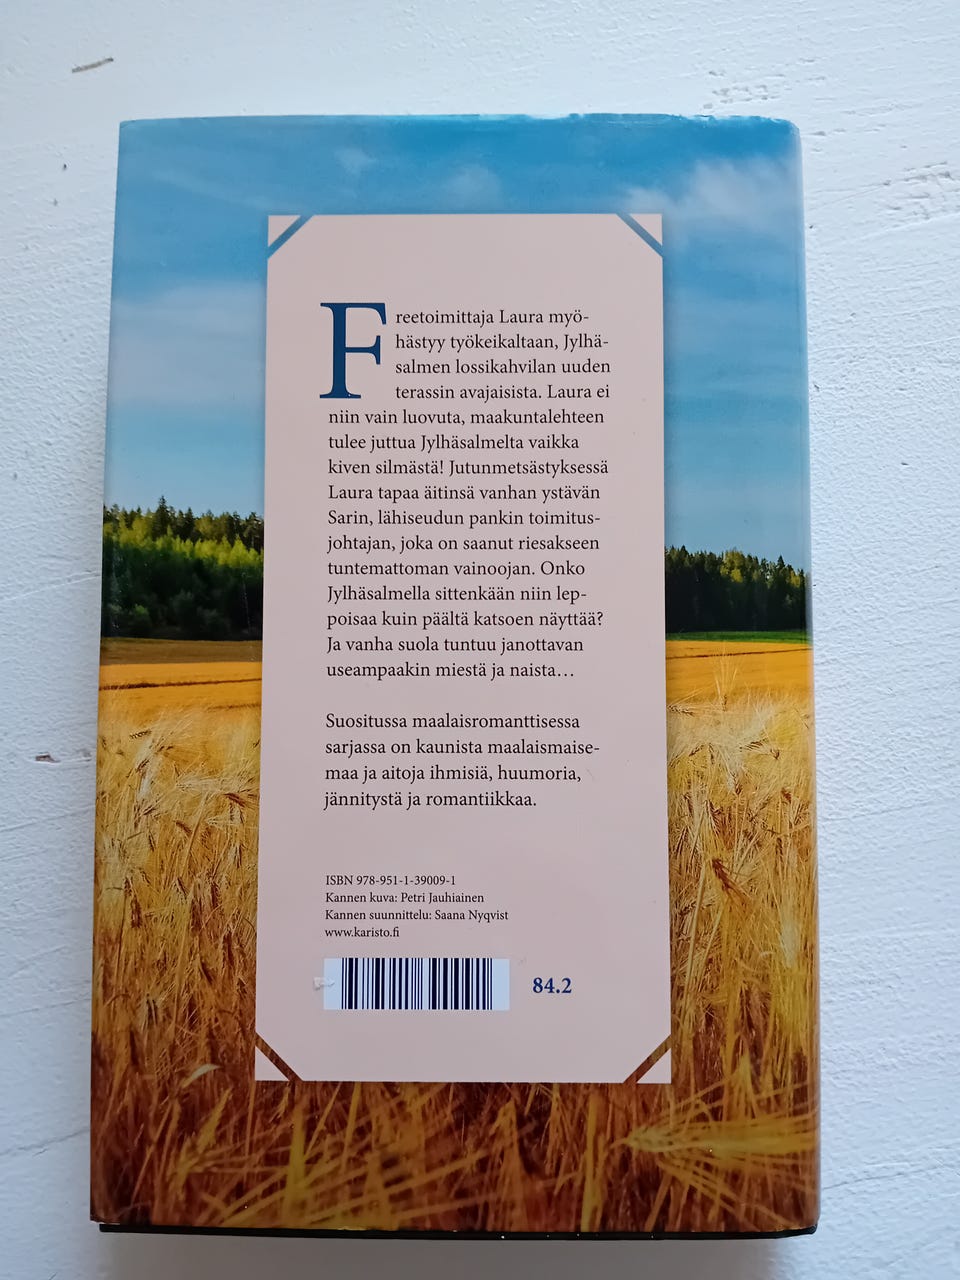 Freetoimittaja Laura myö-
hästyy työkeikaltaan, Jylhä-
salmen lossikahvilan uuden
terassin avajaisista. Laura ei
niin vain luovuta, maakuntalehteen
tulee juttua Jylhäsalmelta vaikka
kiven silmästä! Jutunmetsästyksessä
Laura tapaa äitinsä vanhan ystävän
Sarin, lähiseudun pankin toimitus-
johtajan, joka on saanut riesakseen
tuntemattoman vainoojan. Onko
Jylhäsalmella sittenkään niin lep-
poisaa kuin päältä katsoen näyttää?
Ja vanha suola tuntuu janottavan
useampaakin miestä ja naista…
Suositussa maalaisromanttisessa
sarjassa on kaunista maalaismaise-
maa ja aitoja ihmisiä, huumoria,
jännitystä ja romantiikkaa.
ISBN 978-951-1-39009-1
Kannen kuva: Petri Jauhiainen
Kannen suunnittelu: Saana Nyqvist
www.karisto.fi
84.2